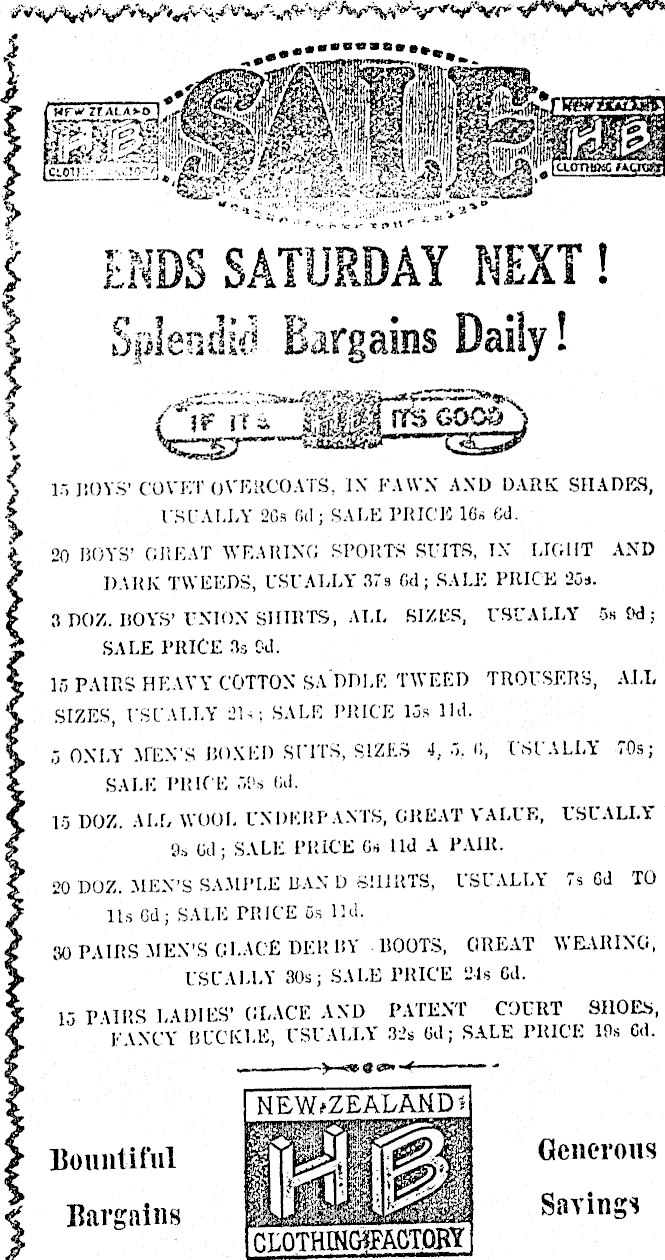 SALE
NEW ZEALAND
HB
CLOTHING FACTORY
NEW ZEALAND
HB
CLOTHING FACTORY
ENDS SATURDAY NEXT !
Splendid Bargains Daily !
IF ITS HB ITS GOOD
15 BOYS' COVET OVERCOATS, IN FAWN AND DARK SHADES,
USUALLY 26s 6d; SALE PRICE 16s 6d.
20 BOYS' GREAT WEARING SPORTS SUITS, IN LIGHT AND
DARK TWEEDS, USUALLY 37s 6d; SALE PRICE 25s.
3 DOZ. BOYS' UNION SHIRTS, ALL SIZES, USUALLY 5s 9d;
SALE PRICE 3s 9d.
15 PAIRS HEAVY COTTON SADDLE TWEED TROUSERS, ALL
SIZES, USUALLY 21s; SALE PRICE 15s 11d.
5 ONLY MEN'S BOXED SUITS, SIZES 4, 5, 6, USUALLY 70s;
SALE PRICE 59s 6d.
15 DOZ. ALL WOOL UNDERPANTS, GREAT VALUE, USUALLY
9s 6d; SALE PRICE 6s 11d A PAIR.
20 DOZ. MEN'S SAMPLE BAND SHIRTS, USUALLY 7s 6d TO
11s 6d; SALE PRICE 5s 11d.
30 PAIRS MEN'S GLACE DERBY BOOTS, GREAT WEARING,
USUALLY 30s; SALE PRICE 24s 6d.
15 PAIRS LADIES' GLACE AND PATENT COURT SHOES,
FANCY BUCKLE, USUALLY 32s 6d; SALE PRICE 19s 6d.
Bountiful
Bargains
NEW ZEALAND
HB
CLOTHING FACTORY
Generous
Savings